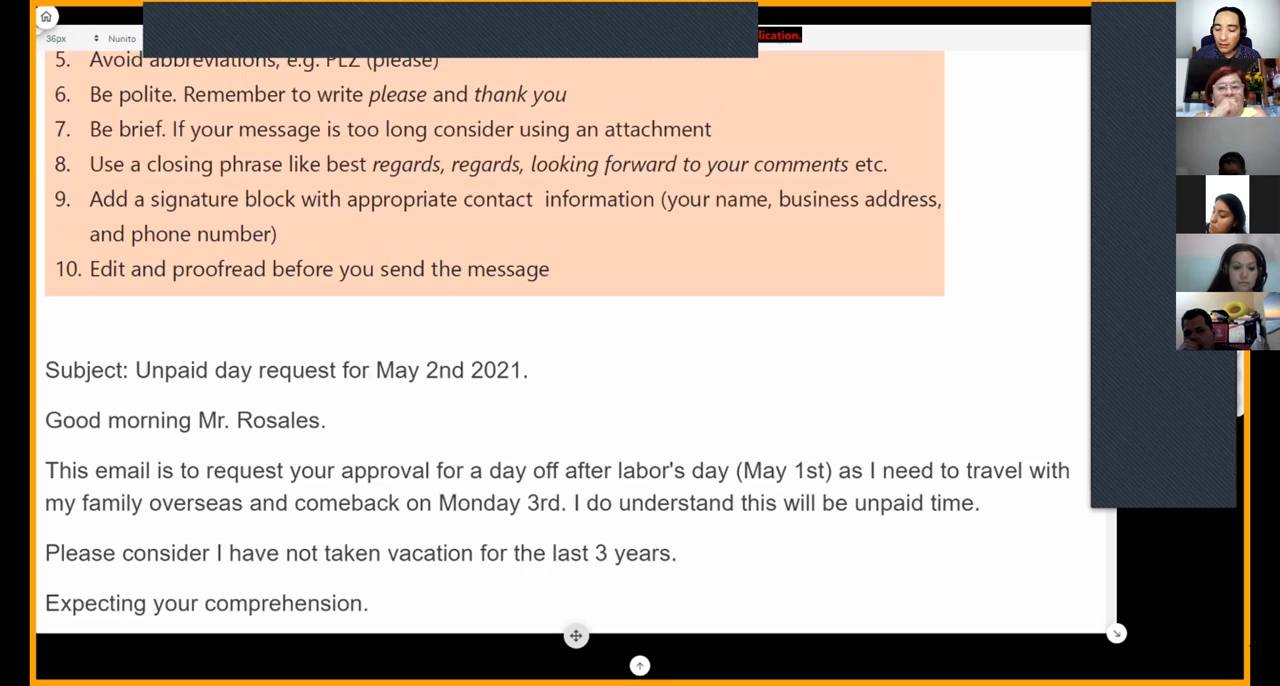 36px Nunito
lication.
5. Avoid abbreviations, e.g. PLZ (please)
6. Be polite. Remember to write please and thank you
7. Be brief. If your message is too long consider using an attachment
8. Use a closing phrase like best regards, regards, looking forward to your comments etc.
9. Add a signature block with appropriate contact information (your name, business address,
and phone number)
10. Edit and proofread before you send the message
Subject: Unpaid day request for May 2nd 2021.
Good morning Mr. Rosales.
This email is to request your approval for a day off after labor's day (May 1st) as I need to travel with
my family overseas and comeback on Monday 3rd. I do understand this will be unpaid time.
Please consider I have not taken vacation for the last 3 years.
Expecting your comprehension.